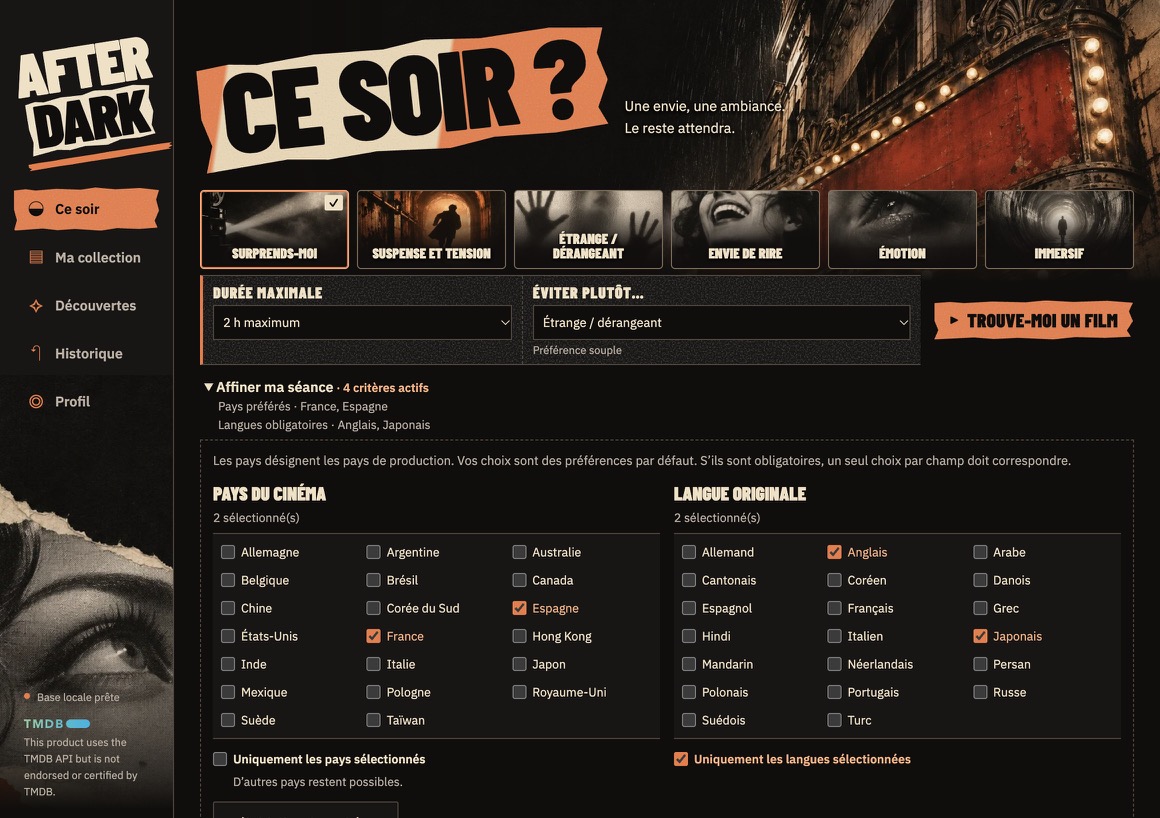 AFTER
DARK
Ce soir
Ma collection
Découvertes
Historique
Profil
Base locale prête
TMDB
This product uses the
TMDB API but is not
endorsed or certified by
TMDB.
CE SOIR ?
Une envie, une ambiance.
Le reste attendra.
SURPRENDS-MOI
SUSPENSE ET TENSION
ÉTRANGE /
DÉRANGEANT
ENVIE DE RIRE
ÉMOTION
IMMERSIF
DURÉE MAXIMALE
2 h maximum
ÉVITER PLUTÔT...
Étrange / dérangeant
Préférence souple
TROUVE-MOI UN FILM
Affiner ma séance · 4 critères actifs
Pays préférés · France, Espagne
Langues obligatoires · Anglais, Japonais
Les pays désignent les pays de production. Vos choix sont des préférences par défaut. S’ils sont obligatoires, un seul choix par champ doit correspondre.
PAYS DU CINÉMA
2 sélectionné(s)
Allemagne Argentine Australie
Belgique Brésil Canada
Chine Corée du Sud Espagne
États-Unis France Hong Kong
Inde Italie Japon
Mexique Pologne Royaume-Uni
Suède Taïwan
Uniquement les pays sélectionnés
D’autres pays restent possibles.
LANGUE ORIGINALE
2 sélectionné(s)
Allemand Anglais Arabe
Cantonais Coréen Danois
Espagnol Français Grec
Hindi Italien Japonais
Mandarin Néerlandais Persan
Polonais Portugais Russe
Suédois Turc
Uniquement les langues sélectionnées